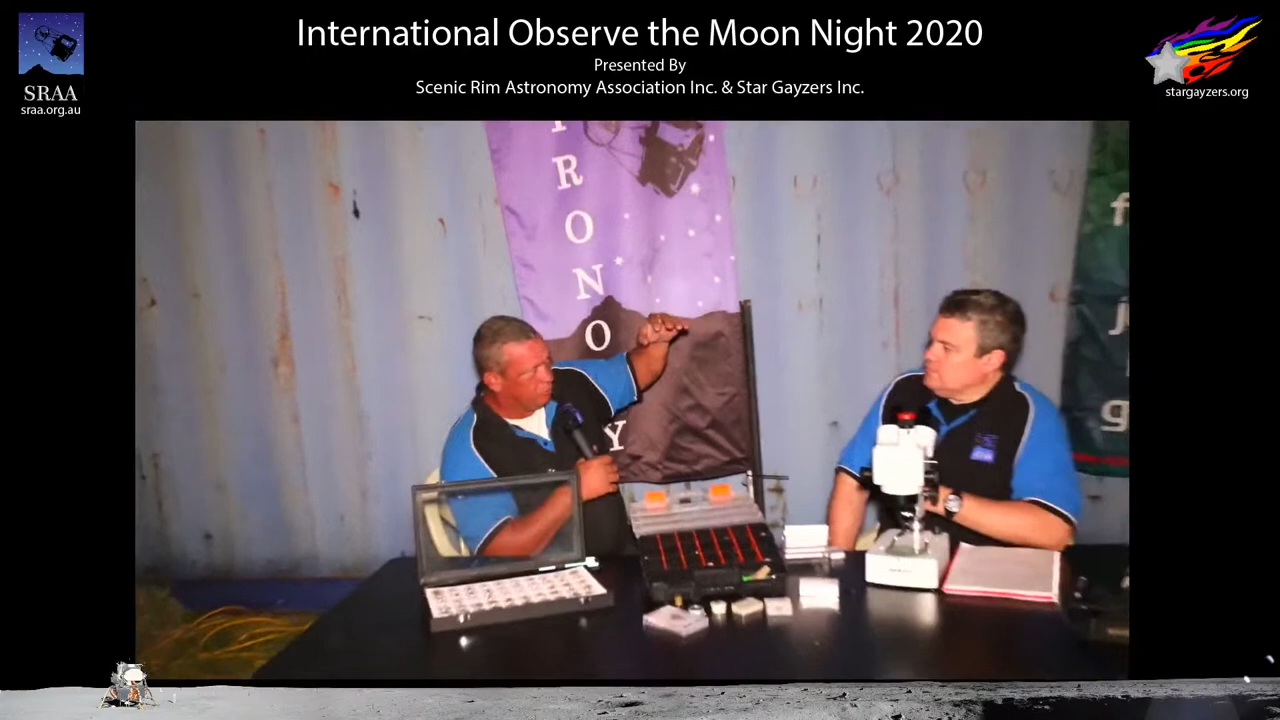 International Observe the Moon Night 2020
Presented By
Scenic Rim Astronomy Association Inc. & Star Gayzers Inc.
SRAA
sraa.org.au
stargayzers.org
R
O
N
O
Y
f
j
g